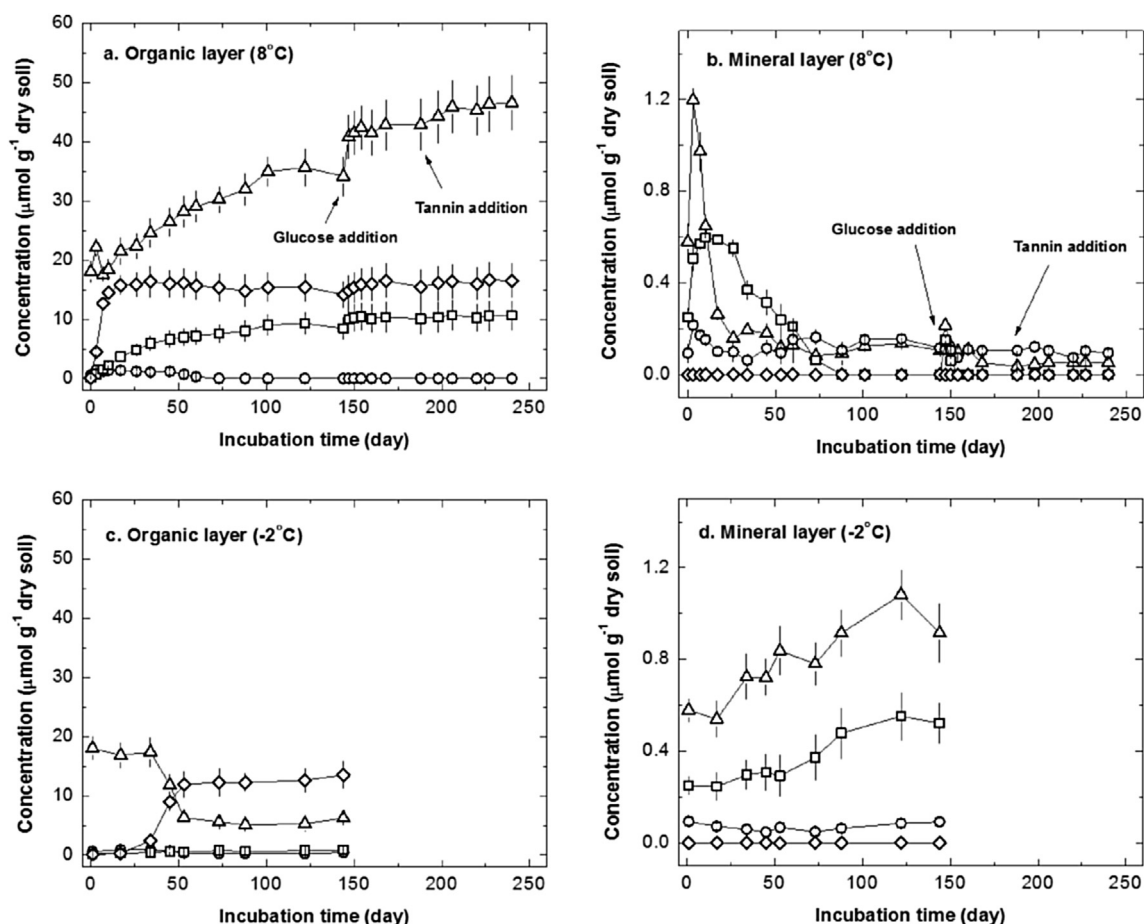 a. Organic layer (8°C)
Concentration (μmol g⁻¹ dry soil)
60
50
40
30
20
10
0
Glucose addition
Tannin addition
0 50 100 150 200 250
Incubation time (day)
b. Mineral layer (8°C)
Concentration (μmol g⁻¹ dry soil)
1.2
0.8
0.4
0.0
Glucose addition
Tannin addition
0 50 100 150 200 250
Incubation time (day)
c. Organic layer (-2°C)
Concentration (μmol g⁻¹ dry soil)
60
50
40
30
20
10
0
0 50 100 150 200 250
Incubation time (day)
d. Mineral layer (-2°C)
Concentration (μmol g⁻¹ dry soil)
1.2
0.8
0.4
0.0
0 50 100 150 200 250
Incubation time (day)